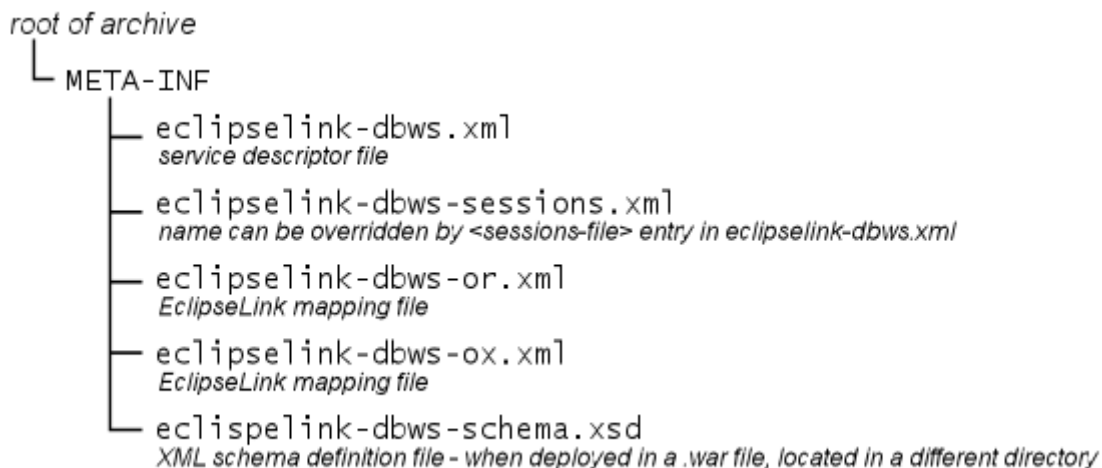 root of archive
META-INF
eclipselink-dbws.xml
service descriptor file
eclipselink-dbws-sessions.xml
name can be overridden by <sessions-file> entry in eclipselink-dbws.xml
eclipselink-dbws-or.xml
EclipseLink mapping file
eclipselink-dbws-ox.xml
EclipseLink mapping file
eclispelink-dbws-schema.xsd
XML schema definition file - when deployed in a .war file, located in a different directory